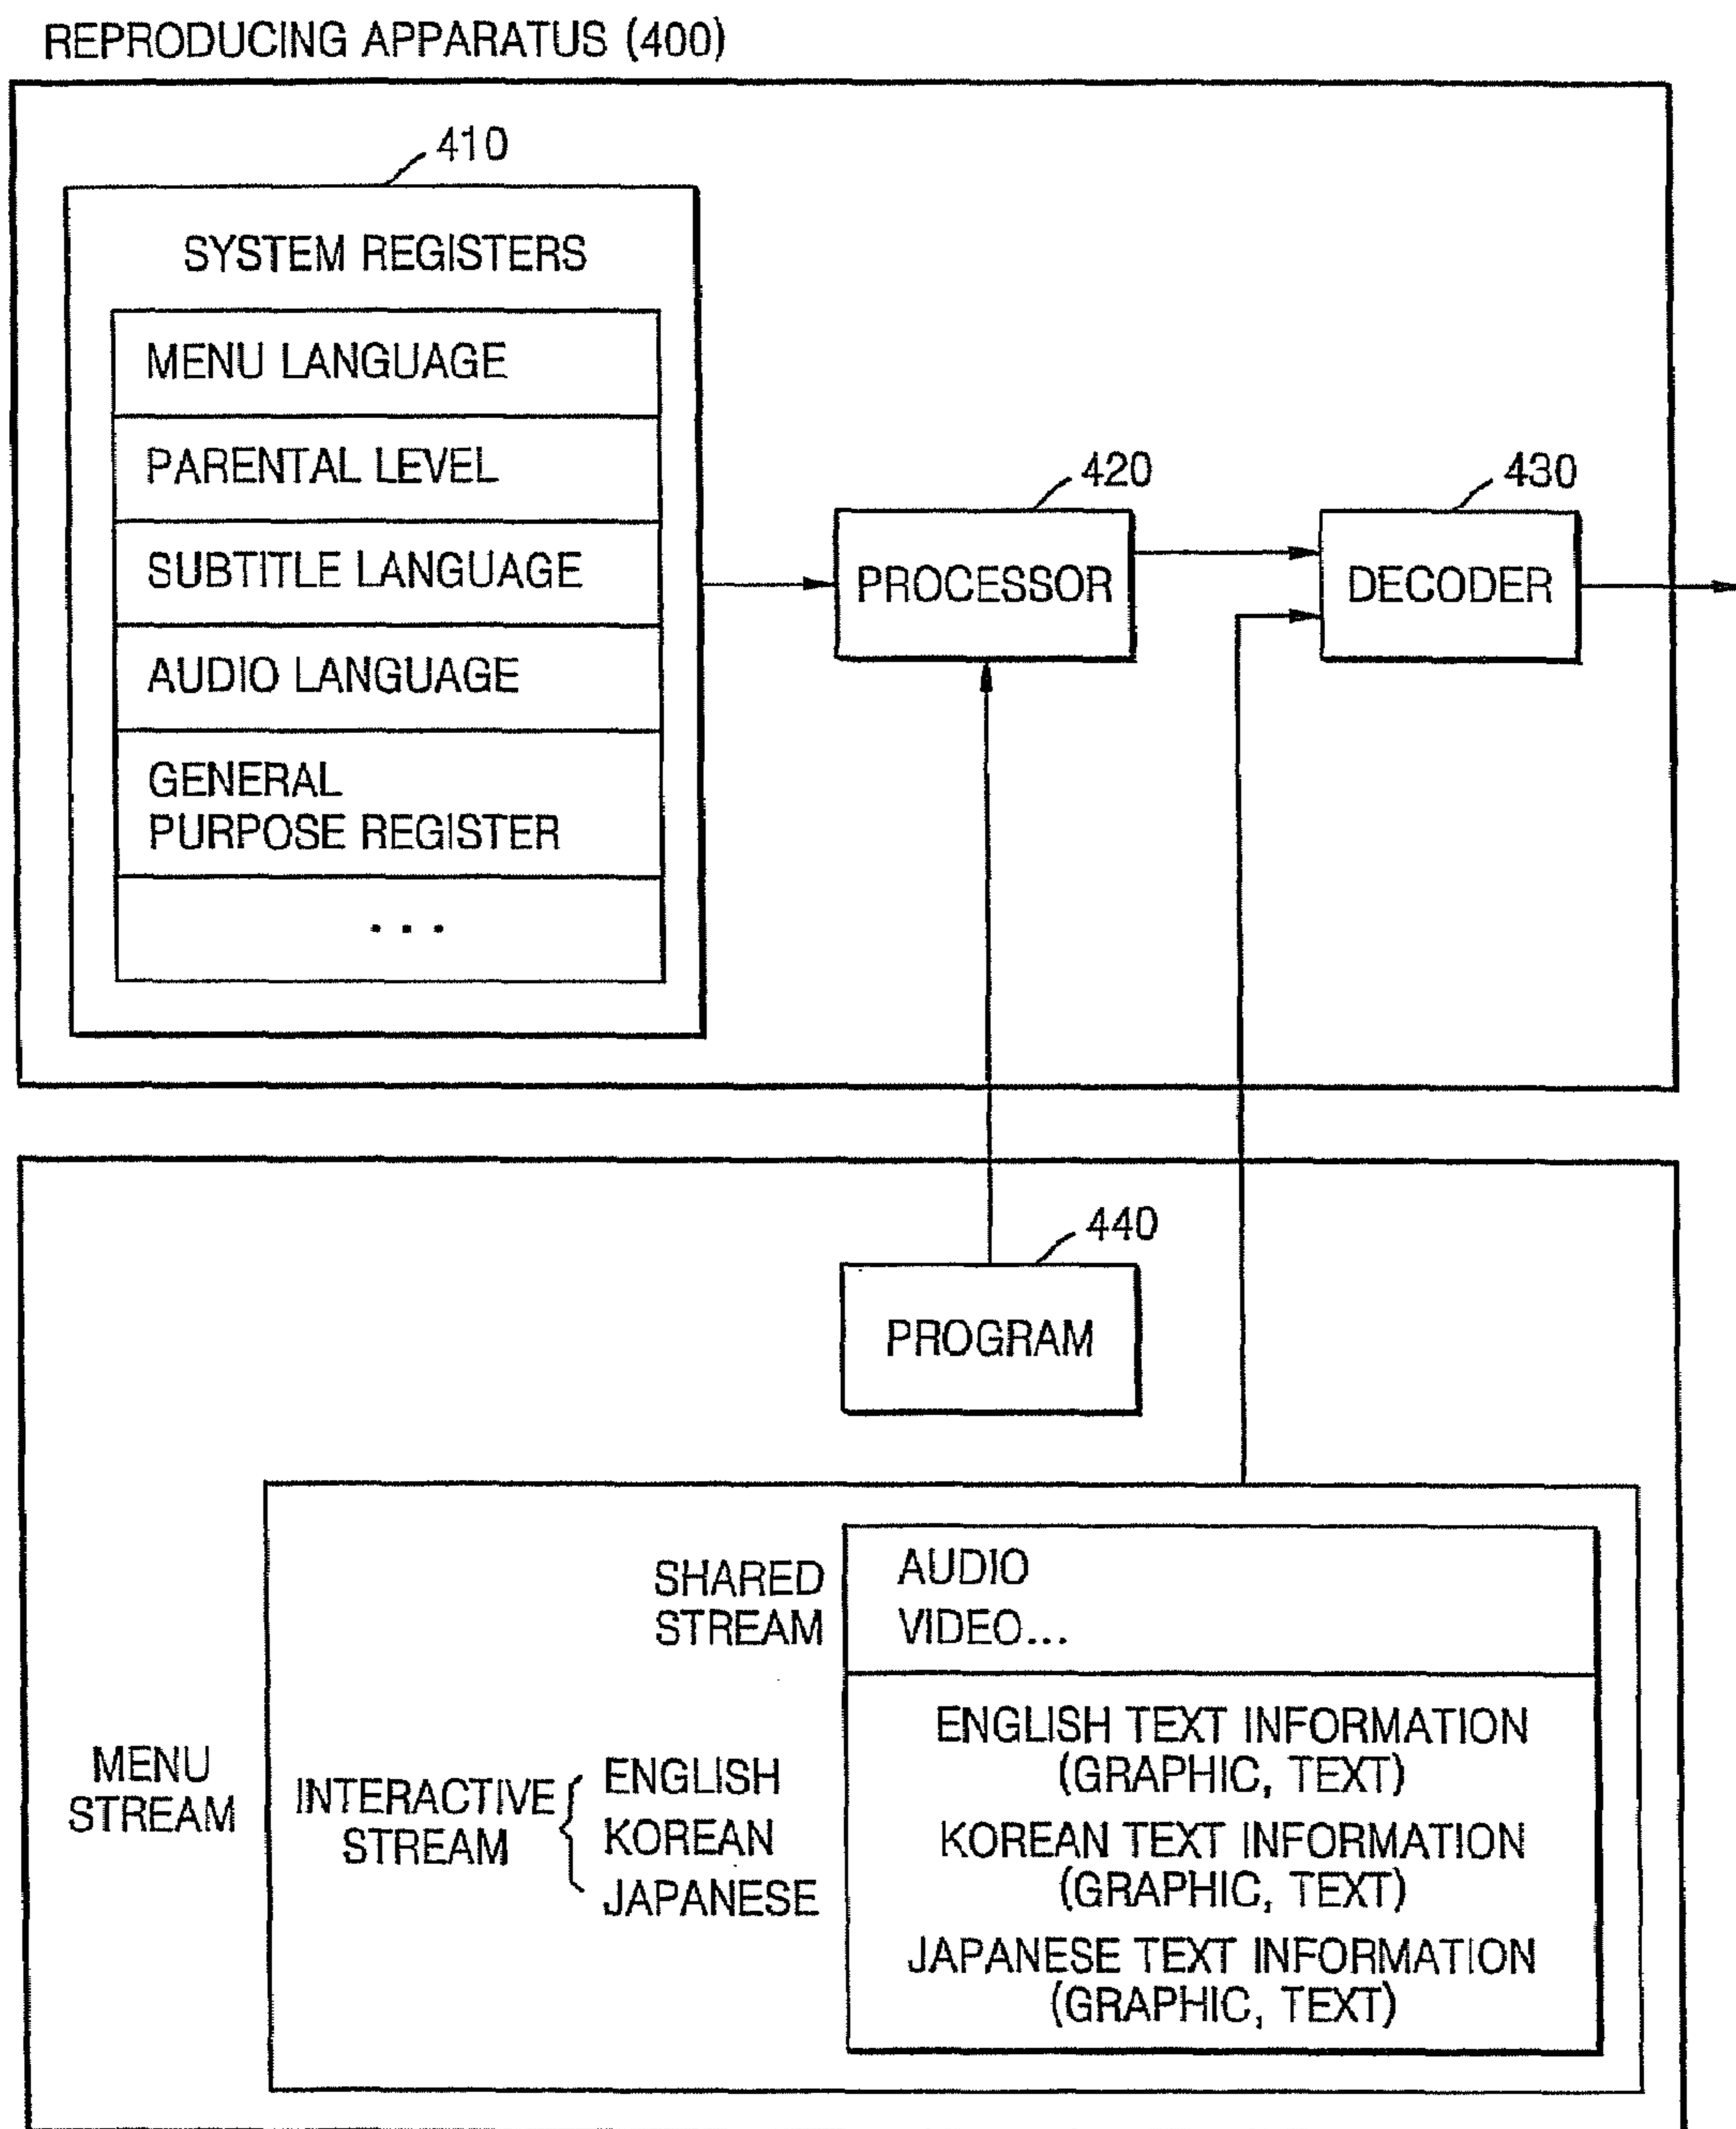 REPRODUCING APPARATUS (400)
410
SYSTEM REGISTERS
MENU LANGUAGE
PARENTAL LEVEL
SUBTITLE LANGUAGE
AUDIO LANGUAGE
GENERAL
PURPOSE REGISTER
...
420
PROCESSOR
430
DECODER
440
PROGRAM
MENU
STREAM
SHARED
STREAM
AUDIO
VIDEO...
INTERACTIVE
STREAM
ENGLISH
KOREAN
JAPANESE
ENGLISH TEXT INFORMATION
(GRAPHIC, TEXT)
KOREAN TEXT INFORMATION
(GRAPHIC, TEXT)
JAPANESE TEXT INFORMATION
(GRAPHIC, TEXT)